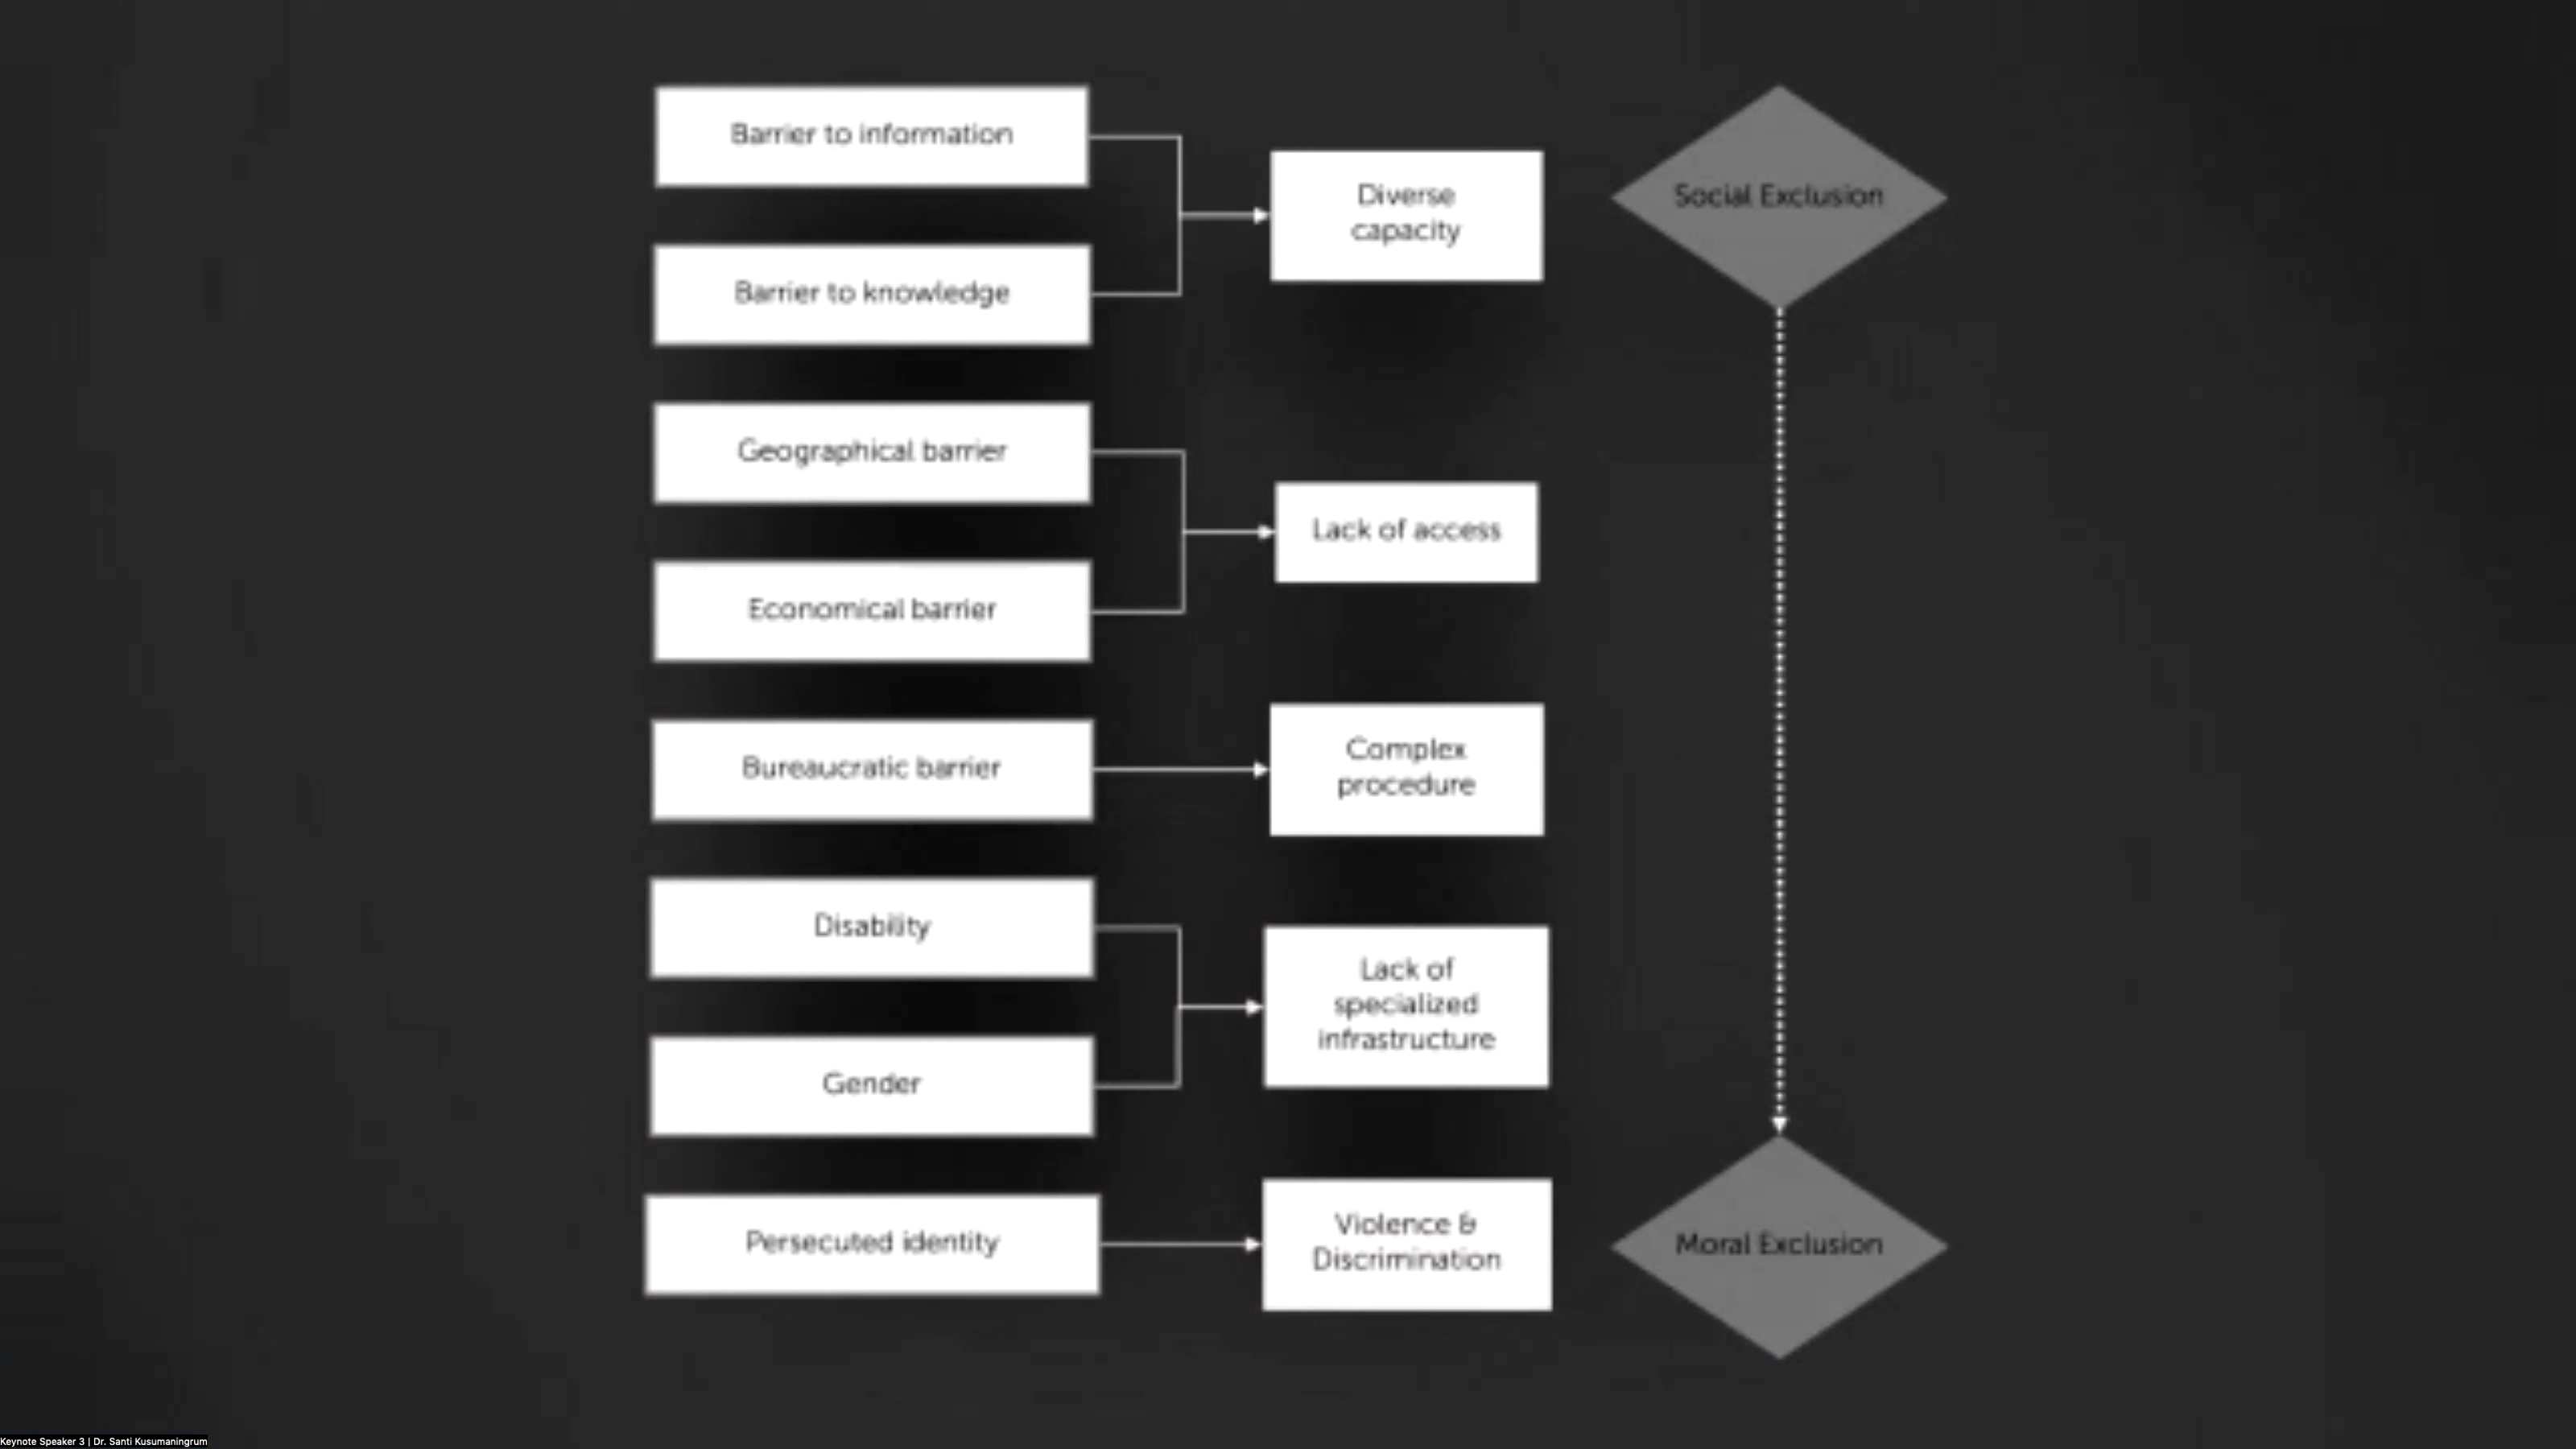 Barrier to information
Barrier to knowledge
Geographical barrier
Economical barrier
Bureaucratic barrier
Disability
Gender
Persecuted identity
Diverse
capacity
Lack of access
Complex
procedure
Lack of
specialized
infrastructure
Violence &
Discrimination
Social Exclusion
Moral Exclusion
Keynote Speaker 3 | Dr. Santi Kusumaningrum